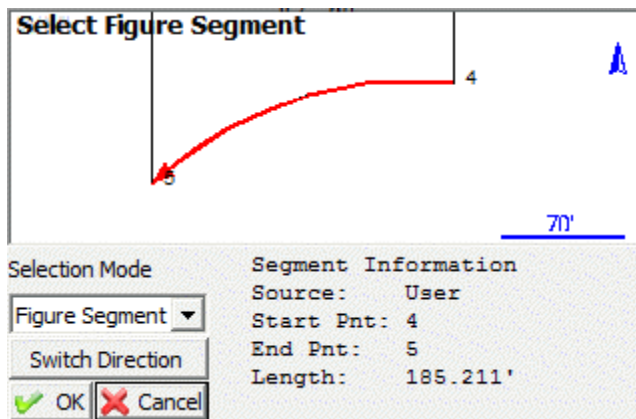 Select Figure Segment
4
5
70'
Selection Mode
Figure Segment
Switch Direction
OK
Cancel
Segment Information
Source: User
Start Pnt: 4
End Pnt: 5
Length: 185.211'